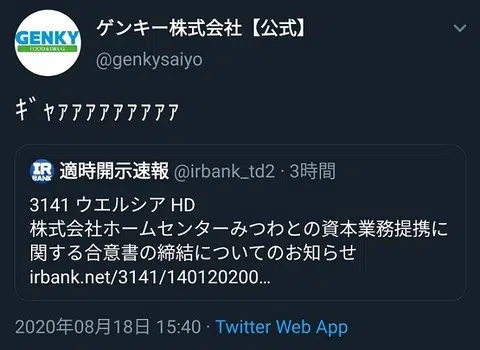 GENKY
FOOD & DRUG
ゲンキー株式会社【公式】
@genkysaiyo
ｷﾞｬｧｧｧｧｧｧｧｧｧ
IR
BANK
適時開示速報 @irbank_td2 · 3時間
3141 ウエルシア HD
株式会社ホームセンターみつわとの資本業務提携に
関する合意書の締結についてのお知らせ
irbank.net/3141/140120200…
2020年08月18日 15:40 · Twitter Web App